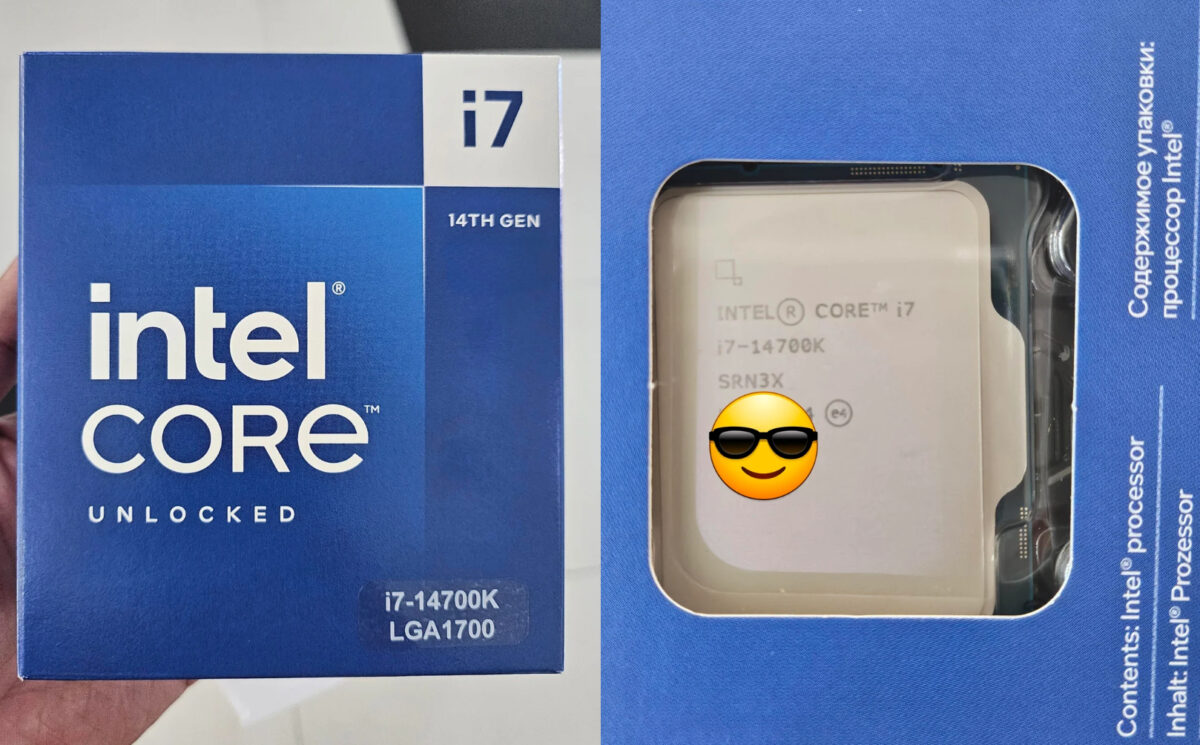 i7
14TH GEN
intel®
CORE™
UNLOCKED
i7-14700K
LGA1700
INTEL® CORE™ i7
i7-14700K
SRN3X
4 e4
Содержимое упаковки:
процессор Intel®
Contents: Intel® processor
Inhalt: Intel® Prozessor